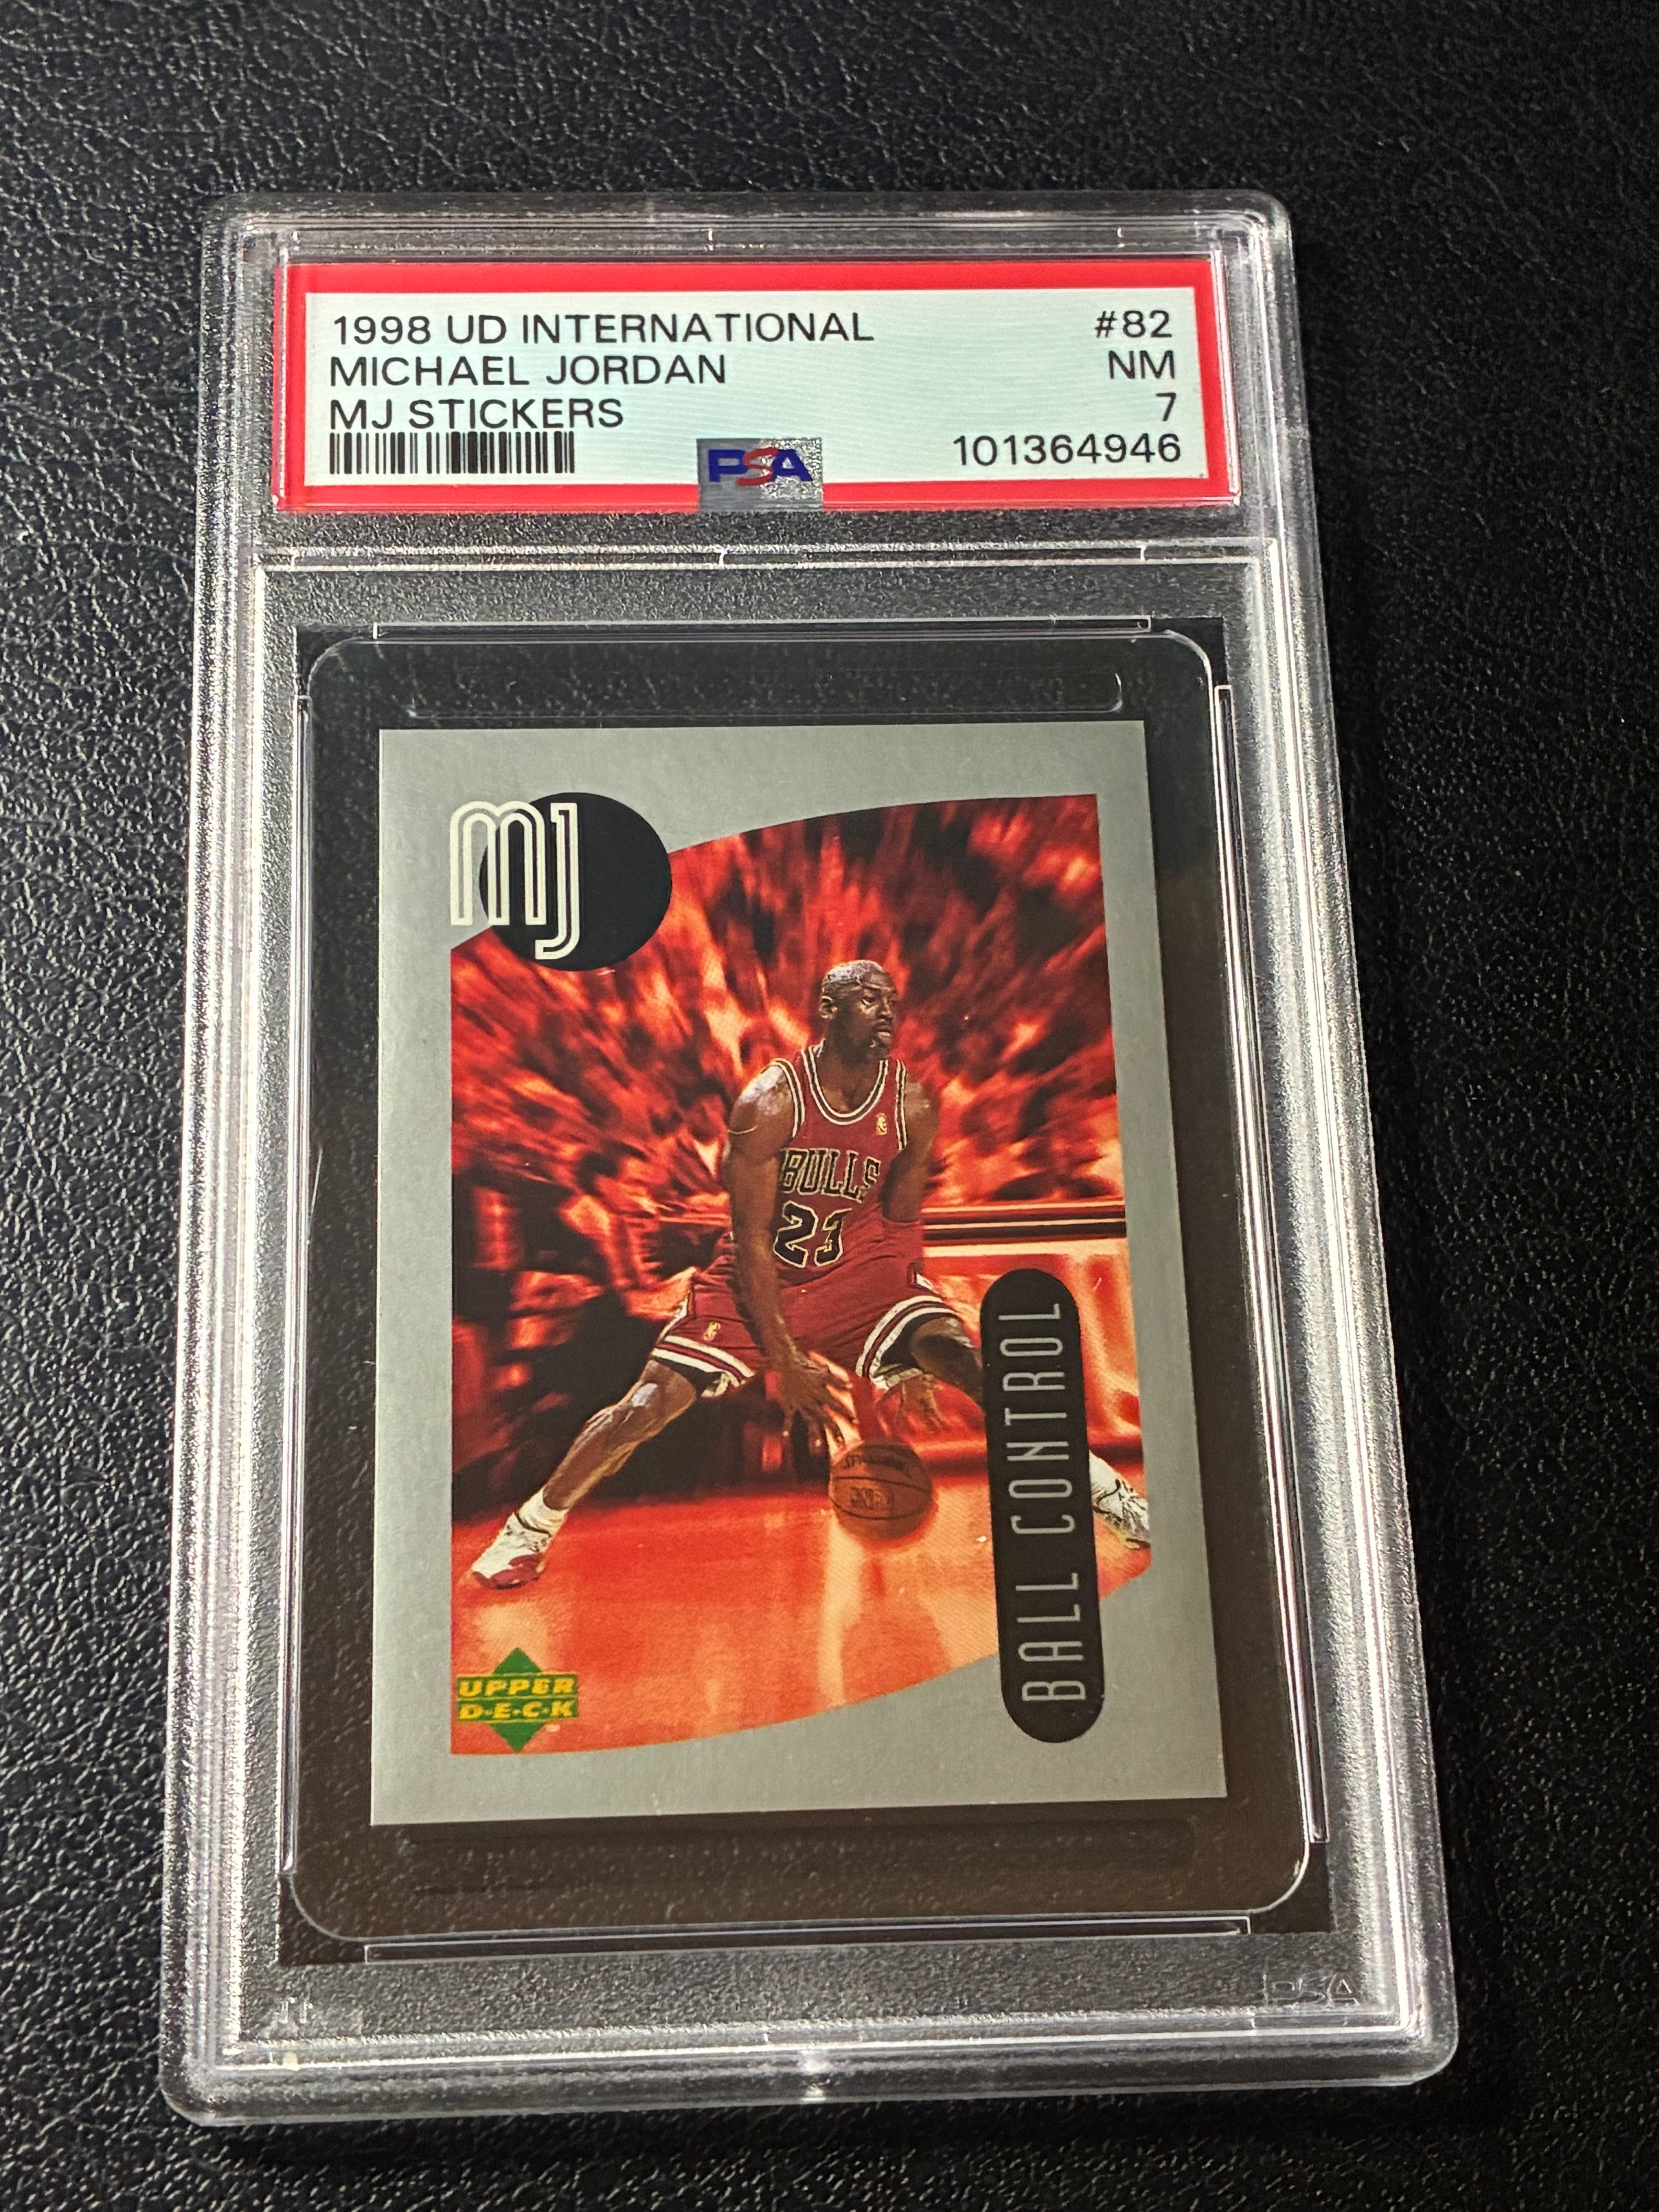 1998 UD INTERNATIONAL #82
MICHAEL JORDAN NM
MJ STICKERS 7
PSA 101364946
MJ
BULLS
23
BALL CONTROL
SPALDING
UPPER
D·E·C·K
PSA